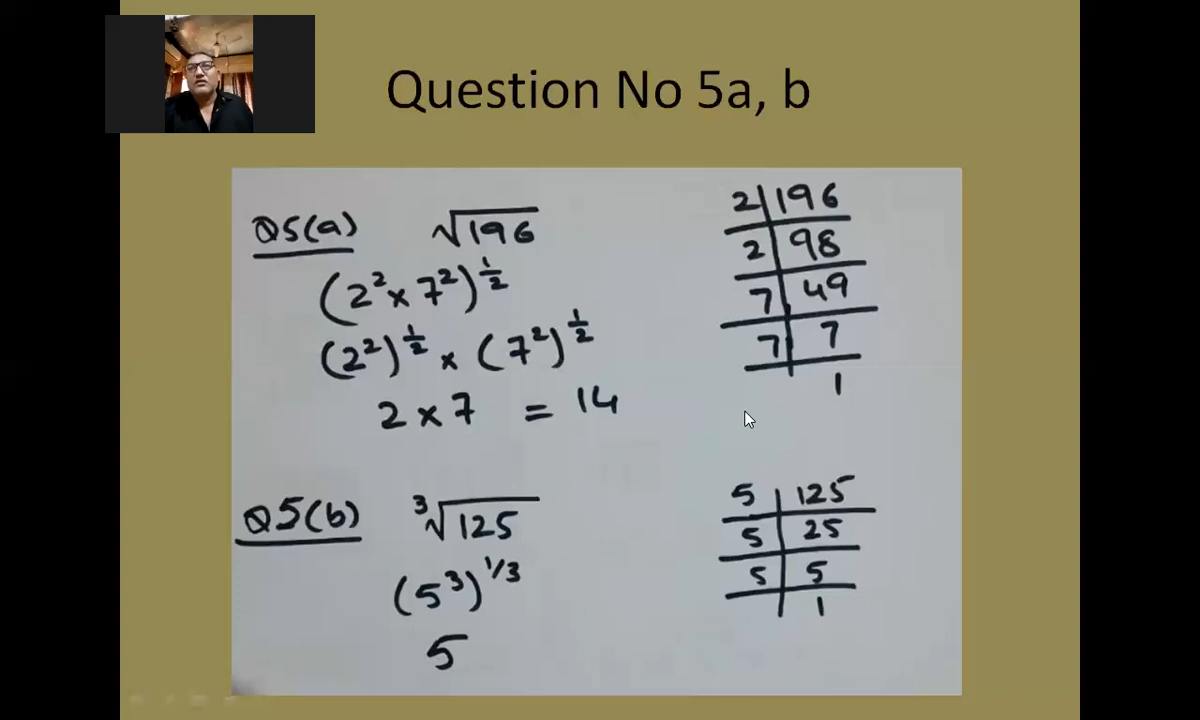 Question No 5a, b
Q5(a) √196
(2² × 7²)^½
(2²)^½ × (7²)^½
2 × 7 = 14
2 | 196
2 | 98
7 | 49
7 | 7
1
Q5(b) ³√125
(5³)^1/3
5
5 | 125
5 | 25
5 | 5
1